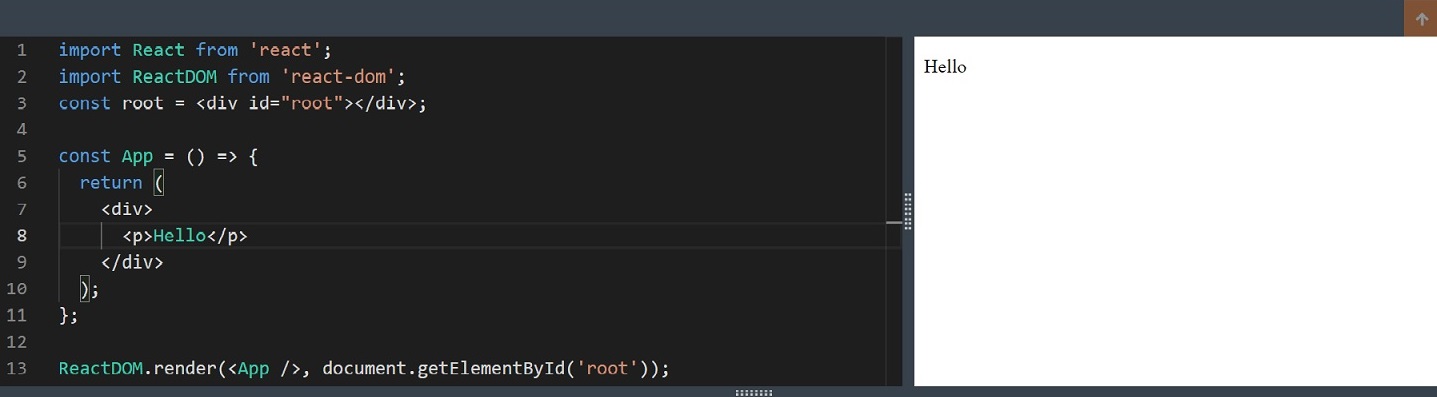 1 import React from 'react';
2 import ReactDOM from 'react-dom';
3 const root = <div id="root"></div>;
4
5 const App = () => {
6 return (
7 <div>
8 <p>Hello</p>
9 </div>
10 );
11 };
12
13 ReactDOM.render(<App />, document.getElementById('root'));
Hello